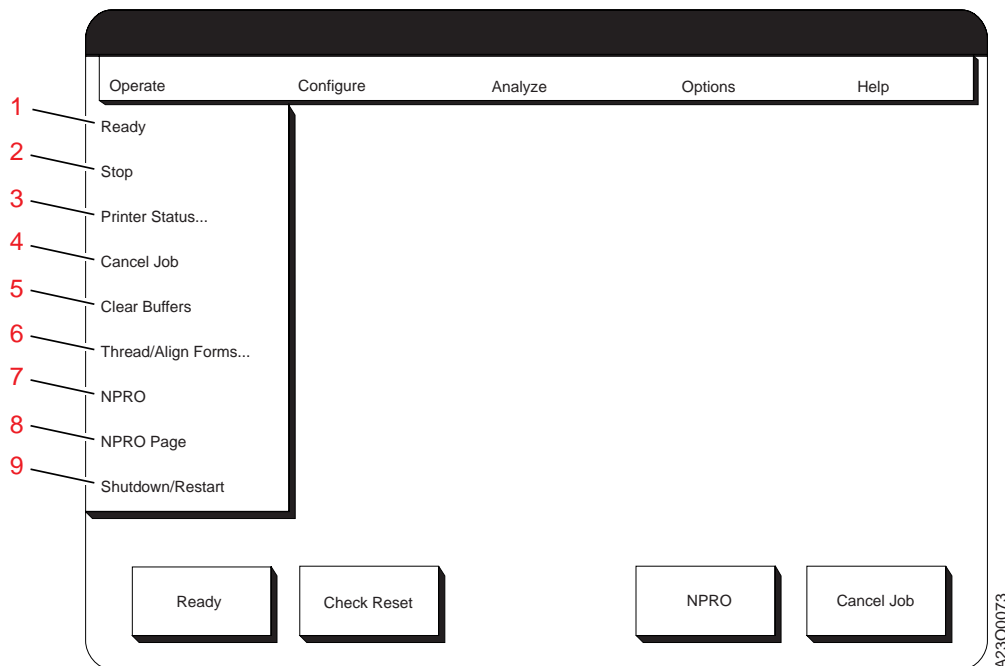 Operate Configure Analyze Options Help
1 Ready
2 Stop
3 Printer Status...
4 Cancel Job
5 Clear Buffers
6 Thread/Align Forms...
7 NPRO
8 NPRO Page
9 Shutdown/Restart
Ready Check Reset NPRO Cancel Job
A23O0073